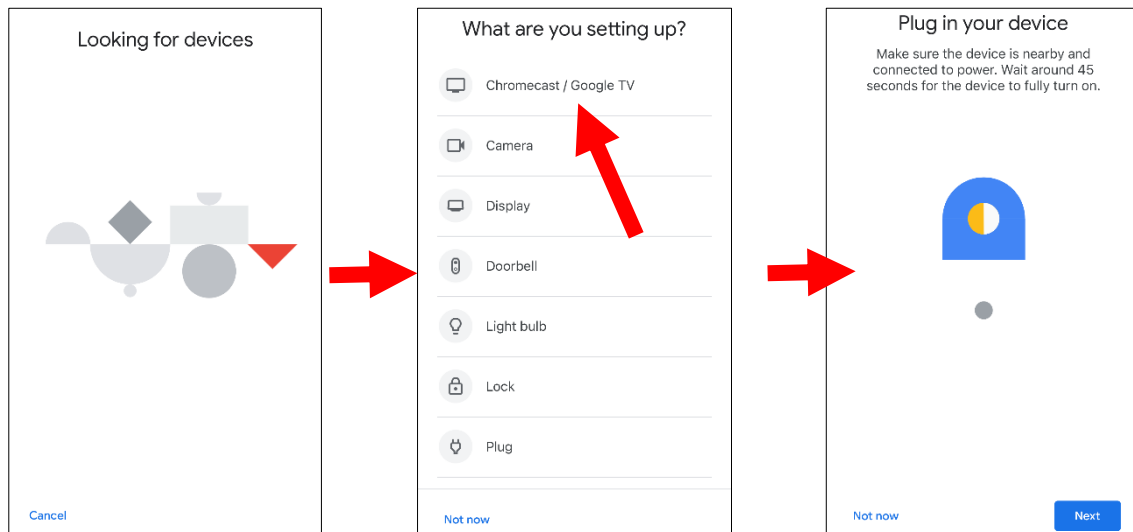 Looking for devices
Cancel
What are you setting up?
Chromecast / Google TV
Camera
Display
Doorbell
Light bulb
Lock
Plug
Not now
Plug in your device
Make sure the device is nearby and
connected to power. Wait around 45
seconds for the device to fully turn on.
Not now
Next